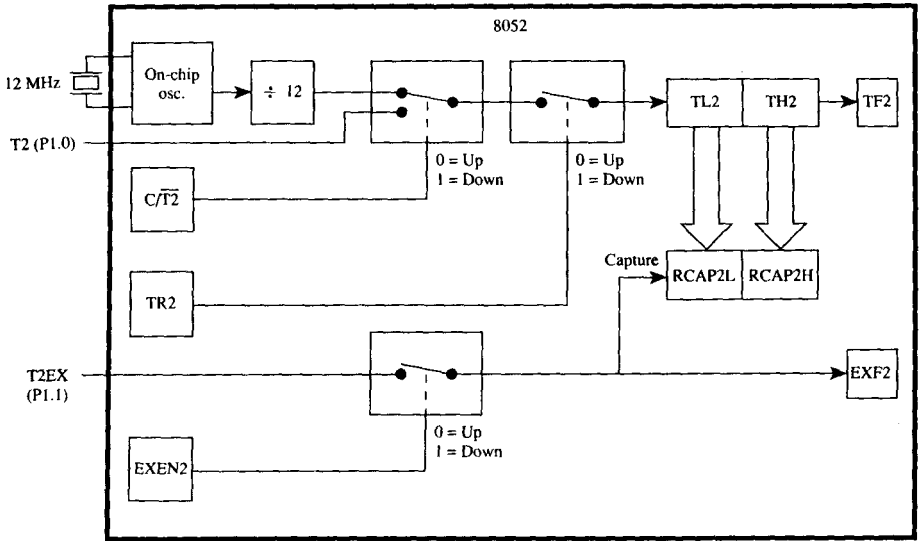 8052
12 MHz
On-chip
osc.
÷ 12
TL2
TH2
TF2
T2 (P1.0)
0 = Up
1 = Down
0 = Up
1 = Down
C/T2̅
Capture
RCAP2L
RCAP2H
TR2
T2EX
(P1.1)
EXF2
0 = Up
1 = Down
EXEN2